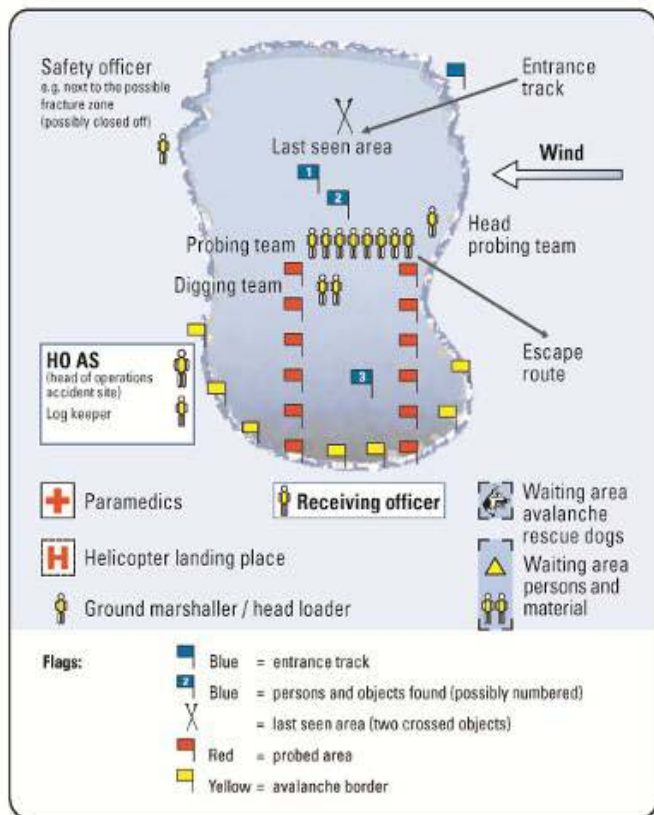 Safety officer
e.g. next to the possible
fracture zone
(possibly closed off)
Entrance
track
Last seen area
Wind
1
2
Head
probing team
Probing team
Digging team
Escape
route
HO AS
(head of operations
accident site)
Log keeper
3
Paramedics
Receiving officer
Waiting area
avalanche
rescue dogs
H
Helicopter landing place
Waiting area
persons and
material
Ground marshaller / head loader
Flags:
Blue = entrance track
2
Blue = persons and objects found (possibly numbered)
= last seen area (two crossed objects)
Red = probed area
Yellow = avalanche border